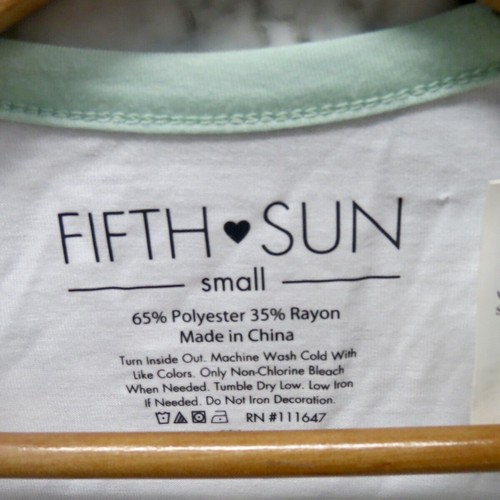 FIFTH SUN
small
65% Polyester 35% Rayon
Made in China
Turn Inside Out. Machine Wash Cold With
Like Colors. Only Non-Chlorine Bleach
When Needed. Tumble Dry Low. Low Iron
If Needed. Do Not Iron Decoration.
RN #111647